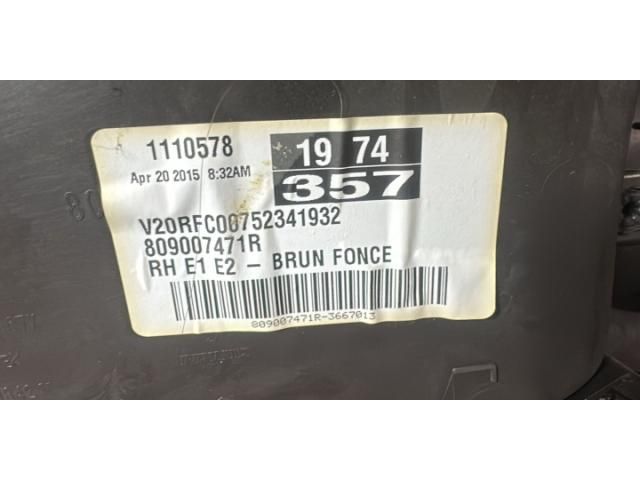 1110578
19 74
Apr 20 2015 8:32AM
357
V20RFC00752341932
809007471R
RH E1 E2 - BRUN FONCE
809007471R-3667013